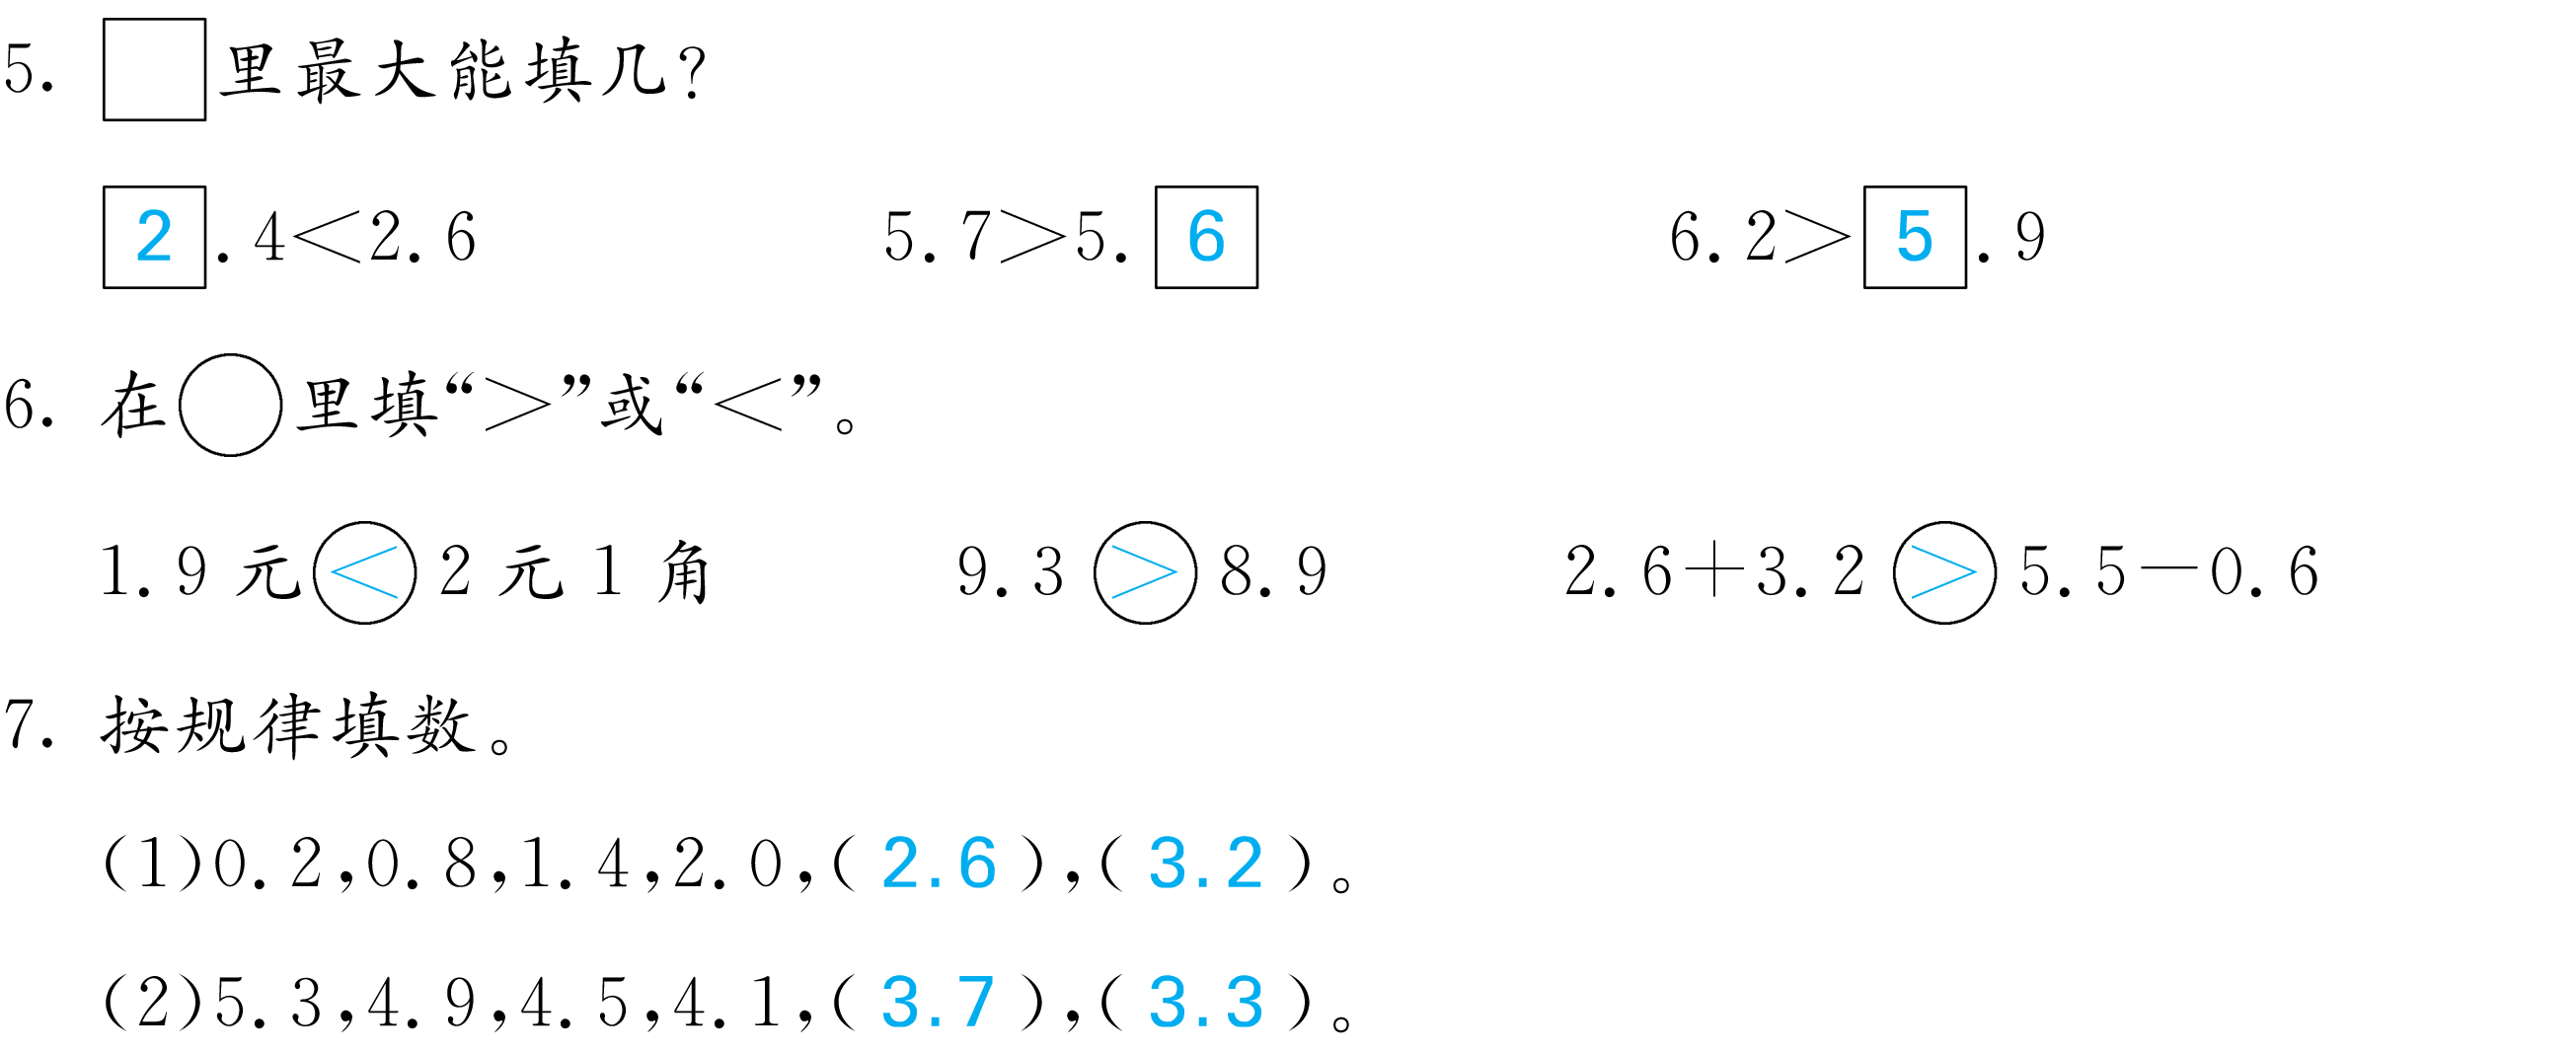 5. □里最大能填几?
2.4<2.6 5.7>5.6 6.2>5.9
6. 在○里填“>”或“<”。
1.9元<2元1角 9.3>8.9 2.6+3.2>5.5-0.6
7. 按规律填数。
(1)0.2,0.8,1.4,2.0,(2.6),(3.2)。
(2)5.3,4.9,4.5,4.1,(3.7),(3.3)。